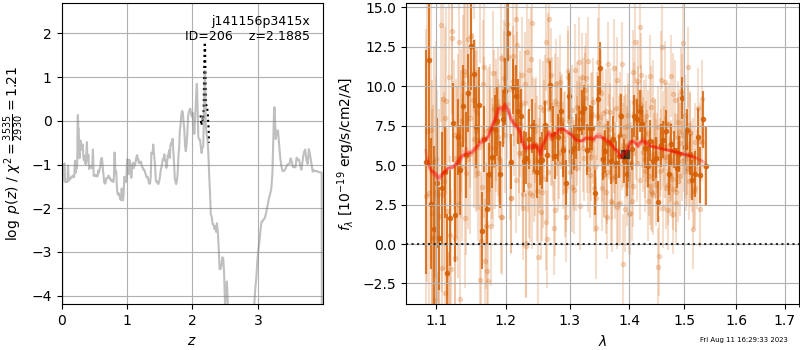 j141156p3415x
ID=206 z=2.1885
log p(z) / χ² = 3535/2930 = 1.21
2
1
0
−1
−2
−3
−4
0 1 2 3
z
f_λ [10⁻¹⁹ erg/s/cm2/A]
15.0
12.5
10.0
7.5
5.0
2.5
0.0
−2.5
1.1 1.2 1.3 1.4 1.5 1.6 1.7
λ
Fri Aug 11 16:29:33 2023